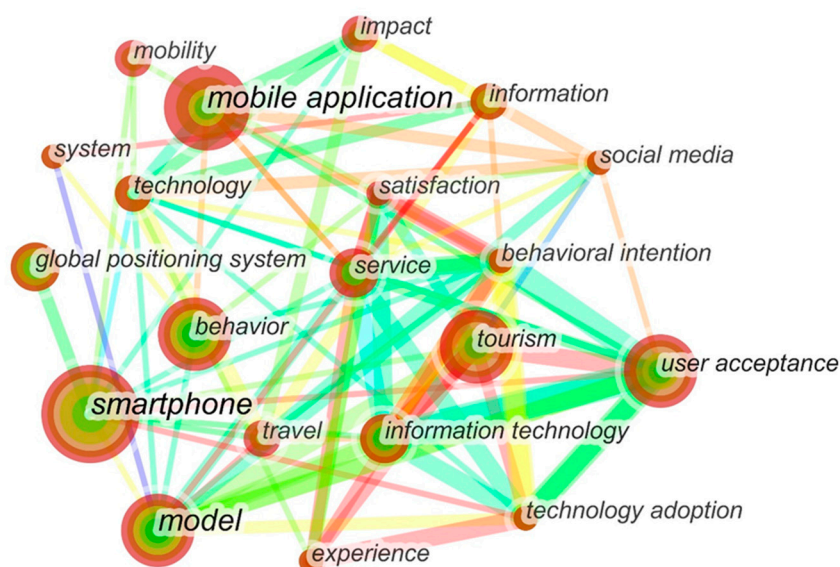 impact
mobility
mobile application
information
system
social media
technology
satisfaction
global positioning system
service
behavioral intention
behavior
tourism
user acceptance
smartphone
travel
information technology
model
technology adoption
experience